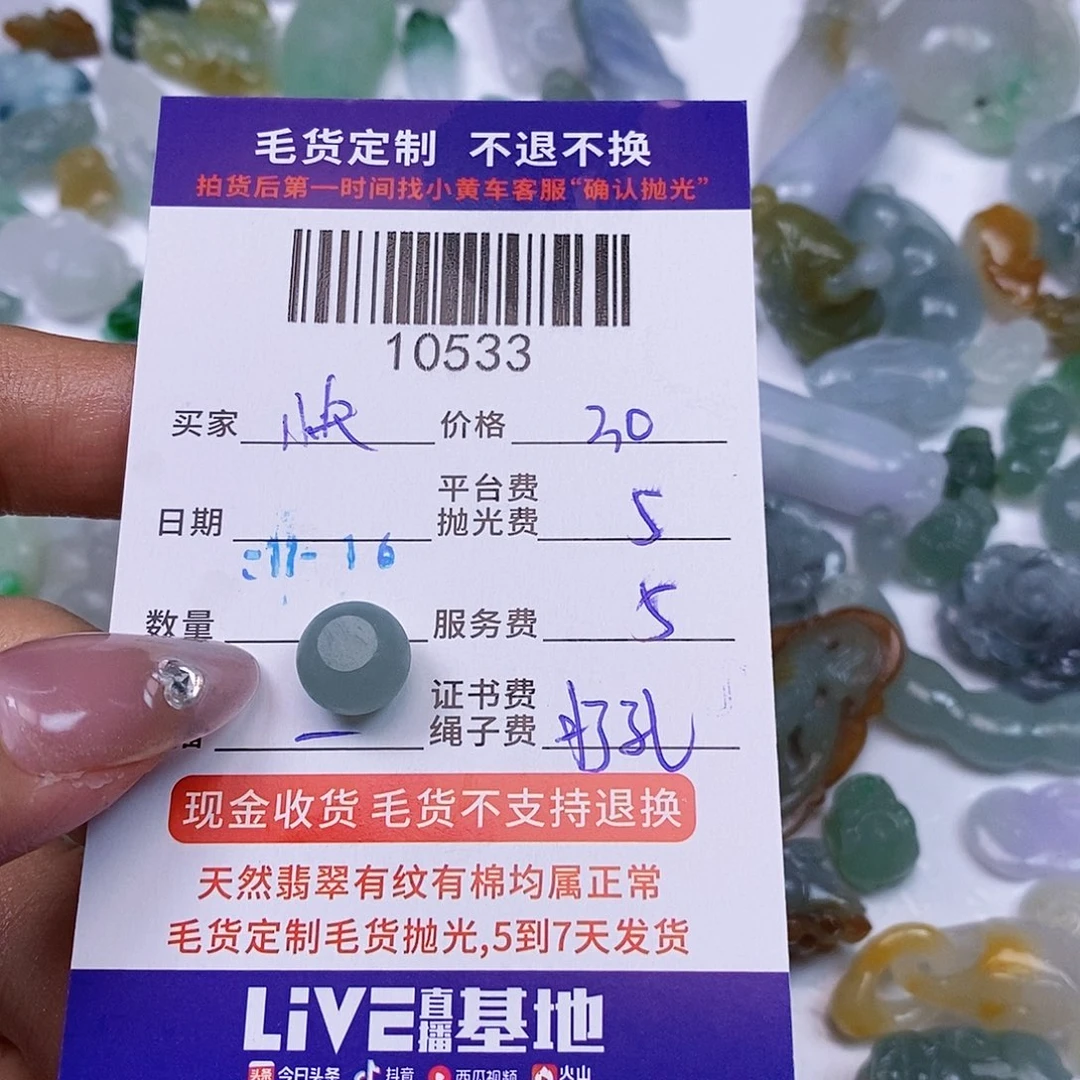 毛货定制 不退不换
拍货后第一时间找小黄车客服“确认抛光”
10533
买家 价格 30
平台费
日期 抛光费 5
11-16
数量 服务费 5
证书费
一 绳子费 打孔
现金收货 毛货不支持退换
天然翡翠有纹有棉均属正常
毛货定制毛货抛光,5到7天发货
LiVE直播基地
头条 今日头条 抖音 西瓜视频 火山